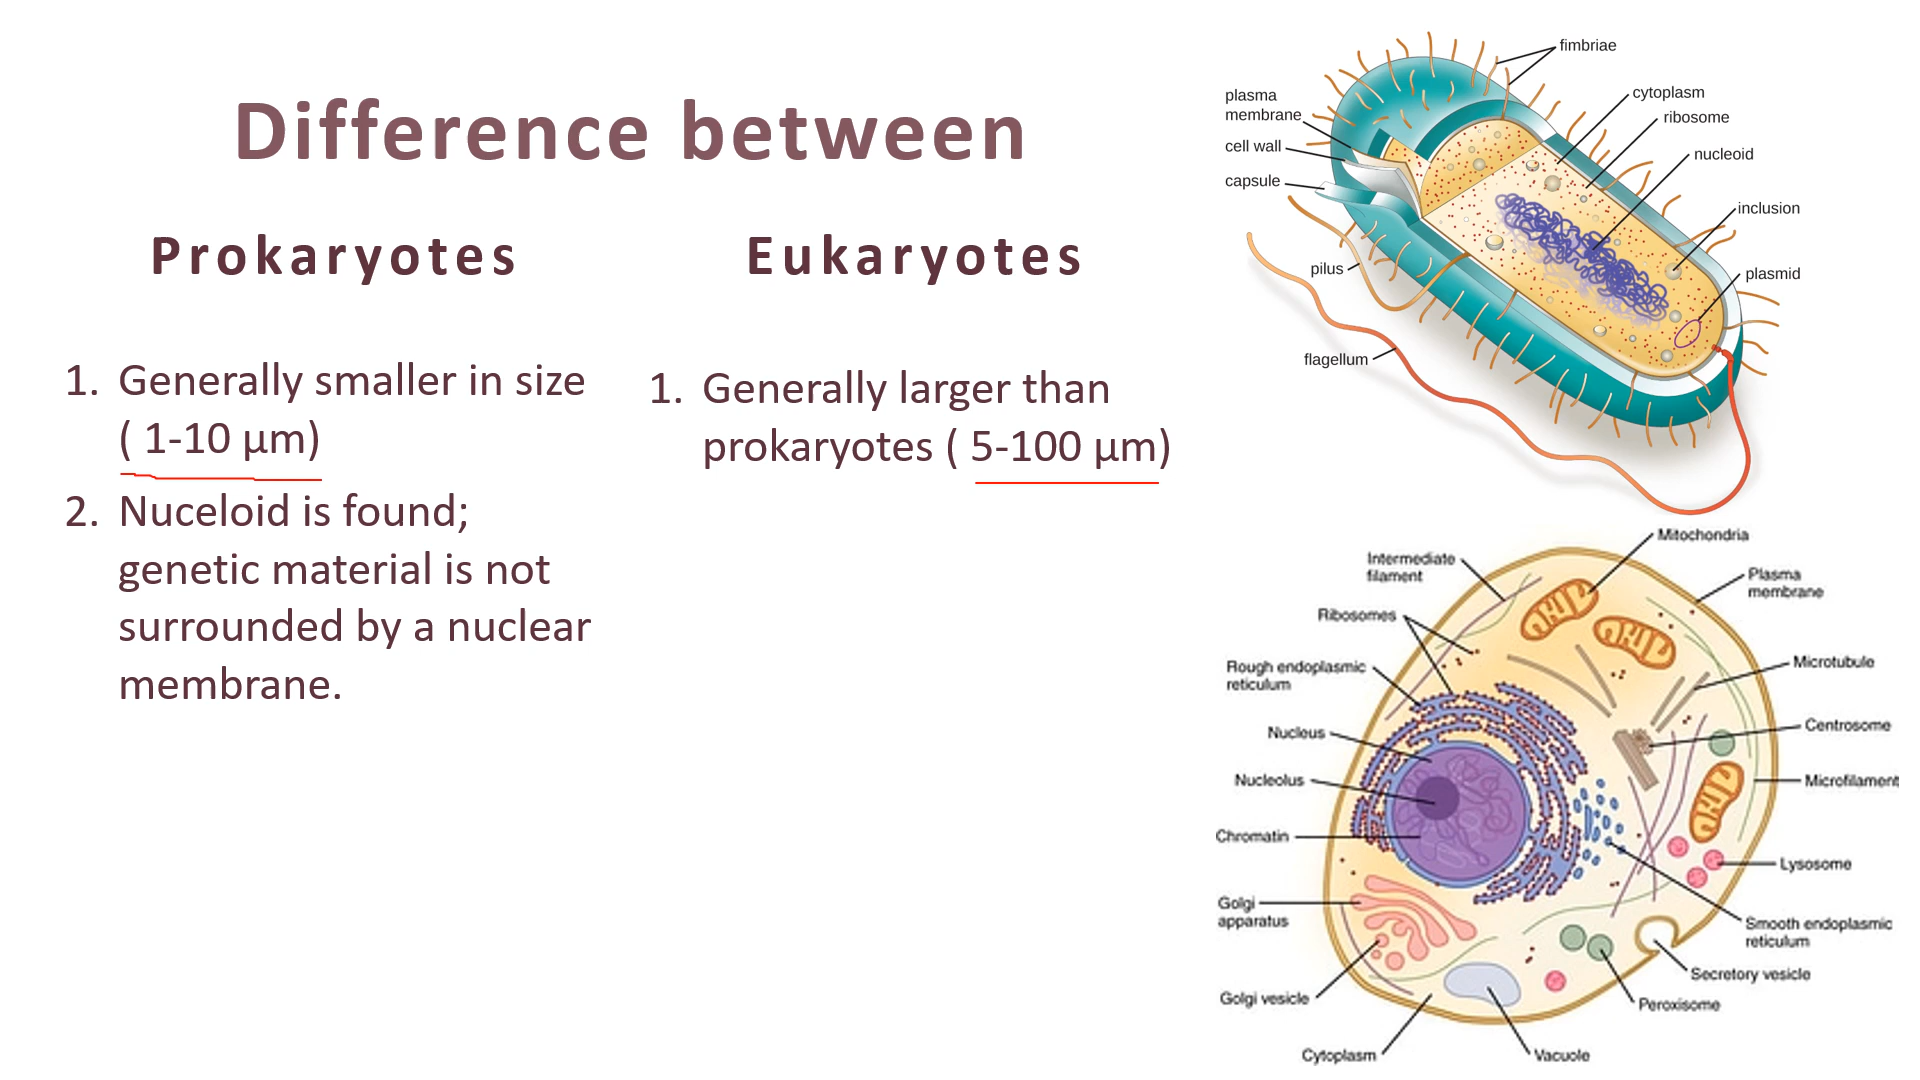 Difference between
Prokaryotes
Eukaryotes
1. Generally smaller in size
( 1-10 µm)
2. Nuceloid is found;
genetic material is not
surrounded by a nuclear
membrane.
1. Generally larger than
prokaryotes ( 5-100 µm)
fimbriae
plasma
membrane
cytoplasm
ribosome
cell wall
nucleoid
capsule
inclusion
pilus
plasmid
flagellum
Mitochondria
Intermediate
filament
Plasma
membrane
Ribosomes
Microtubule
Rough endoplasmic
reticulum
Centrosome
Nucleus
Nucleolus
Microfilament
Chromatin
Lysosome
Golgi
apparatus
Smooth endoplasmic
reticulum
Secretory vesicle
Golgi vesicle
Peroxisome
Cytoplasm
Vacuole